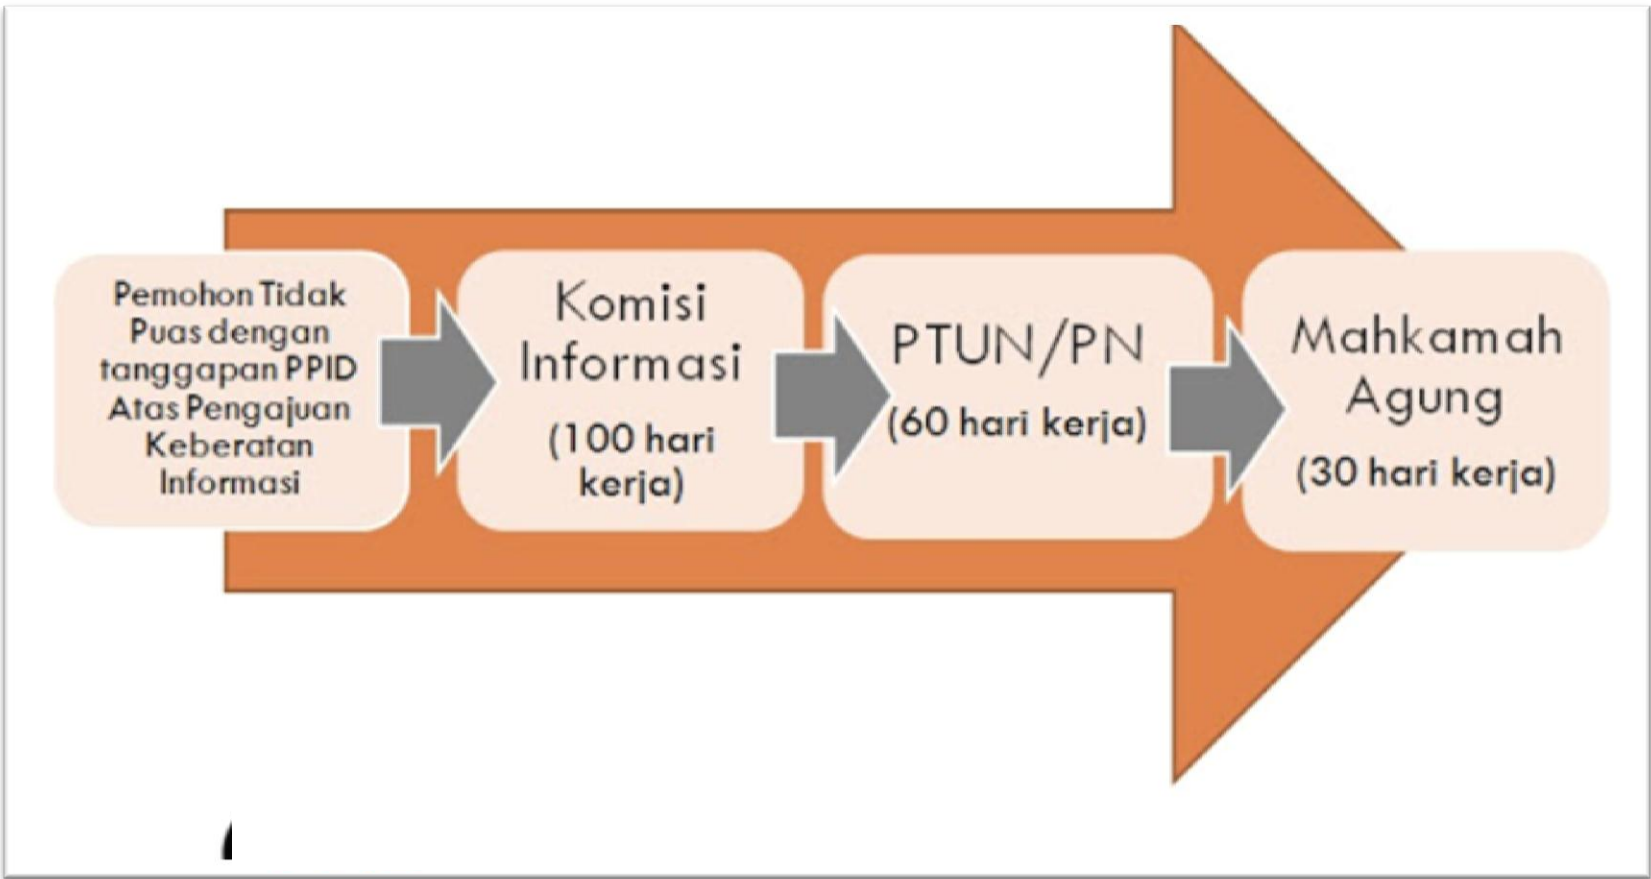 Pemohon Tidak
Puas dengan
tanggapan PPID
Atas Pengajuan
Keberatan
Informasi
Komisi
Informasi
(100 hari
kerja)
PTUN/PN
(60 hari kerja)
Mahkamah
Agung
(30 hari kerja)